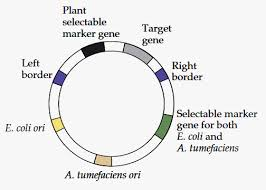 Plant
selectable
marker gene
Target
gene
Left
border
Right
border
Selectable marker
gene for both
E. coli and
A. tumefaciens
E. coli ori
A. tumefaciens ori